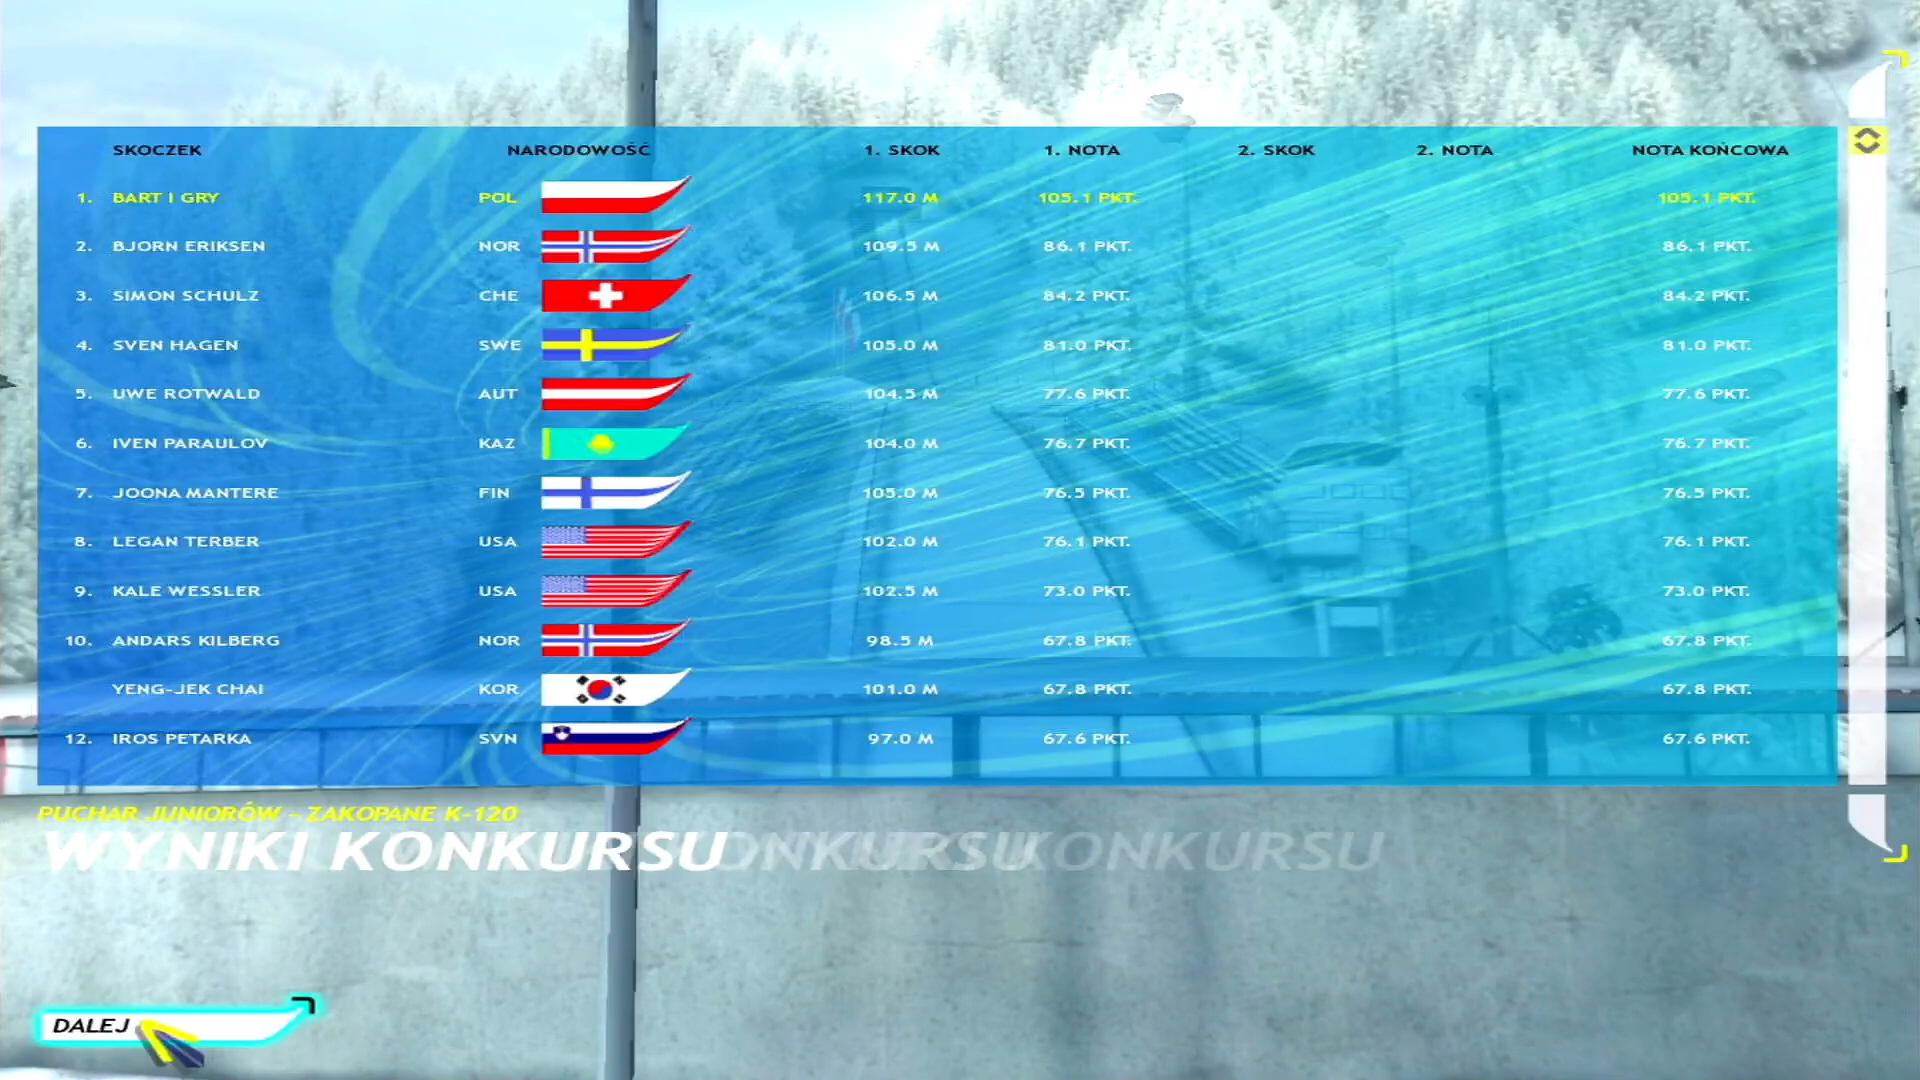 SKOCZEK NARODOWOŚĆ 1. SKOK 1. NOTA 2. SKOK 2. NOTA NOTA KOŃCOWA
1. BART I GRY POL 117.0 M 105.1 PKT. 105.1 PKT.
2. BJORN ERIKSEN NOR 109.5 M 86.1 PKT. 86.1 PKT.
3. SIMON SCHULZ CHE 106.5 M 84.2 PKT. 84.2 PKT.
4. SVEN HAGEN SWE 105.0 M 81.0 PKT. 81.0 PKT.
5. UWE ROTWALD AUT 104.5 M 77.6 PKT. 77.6 PKT.
6. IVEN PARAULOV KAZ 104.0 M 76.7 PKT. 76.7 PKT.
7. JOONA MANTERE FIN 105.0 M 76.5 PKT. 76.5 PKT.
8. LEGAN TERBER USA 102.0 M 76.1 PKT. 76.1 PKT.
9. KALE WESSLER USA 102.5 M 73.0 PKT. 73.0 PKT.
10. ANDARS KILBERG NOR 98.5 M 67.8 PKT. 67.8 PKT.
YENG-JEK CHAI KOR 101.0 M 67.8 PKT. 67.8 PKT.
12. IROS PETARKA SVN 97.0 M 67.6 PKT. 67.6 PKT.
PUCHAR JUNIORÓW - ZAKOPANE K-120
WYNIKI KONKURSU ONKURSU KONKURSU
DALEJ